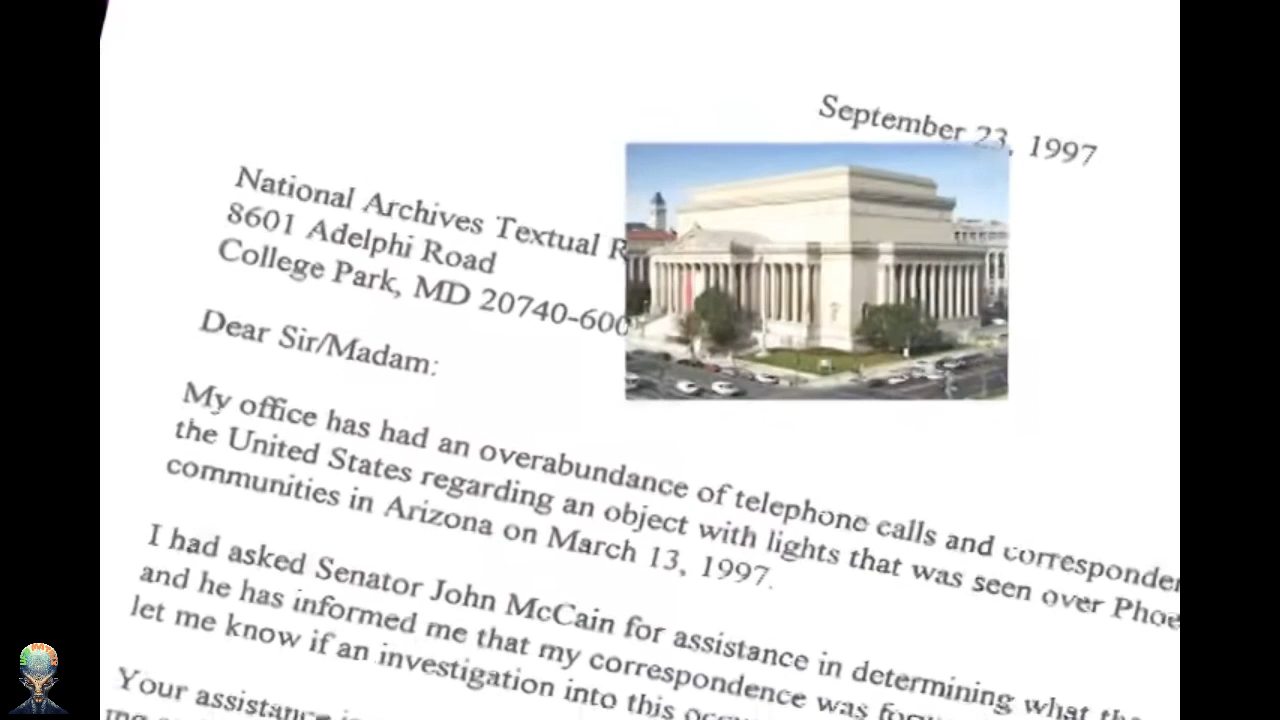 September 23, 1997
National Archives Textual R
8601 Adelphi Road
College Park, MD 20740-600
Dear Sir/Madam:
My office has had an overabundance of telephone calls and corresponden
the United States regarding an object with lights that was seen over Phoe
communities in Arizona on March 13, 1997.
I had asked Senator John McCain for assistance in determining what
and he has informed me that my correspondence was
let me know if an investigation into this
Your assistance